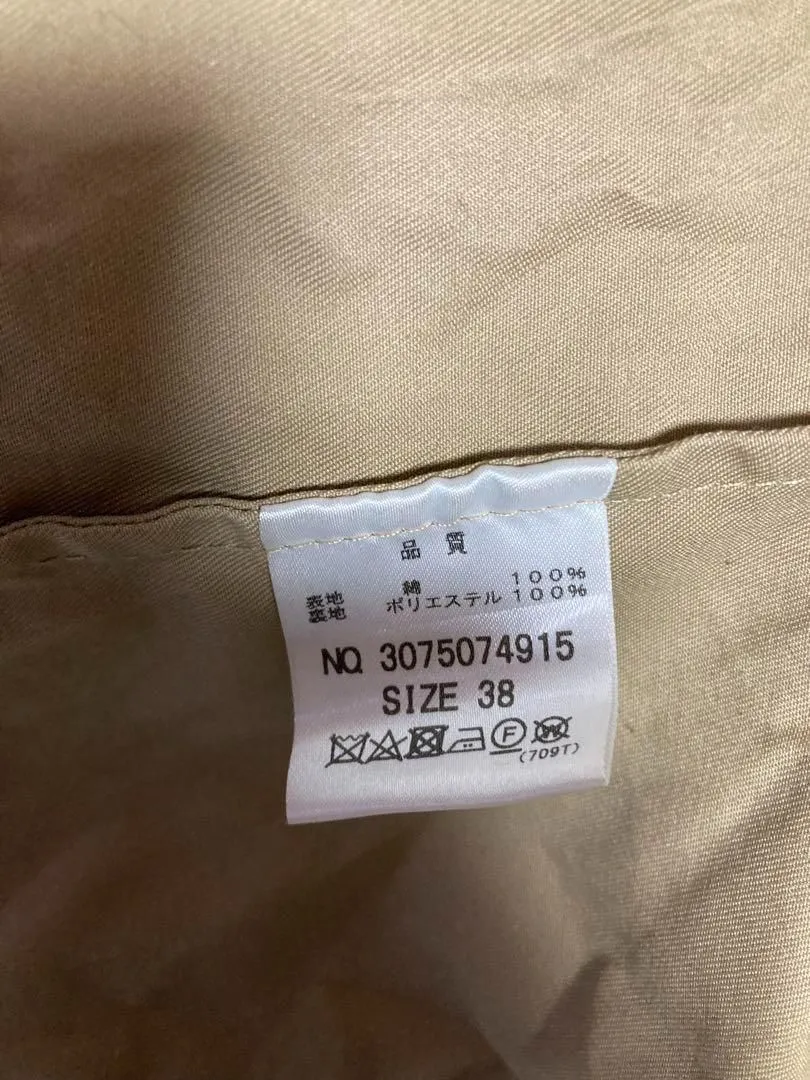 品 質
表地 綿 100%
裏地 ポリエステル 100%
NO. 3075074915
SIZE 38
F W
(709T)